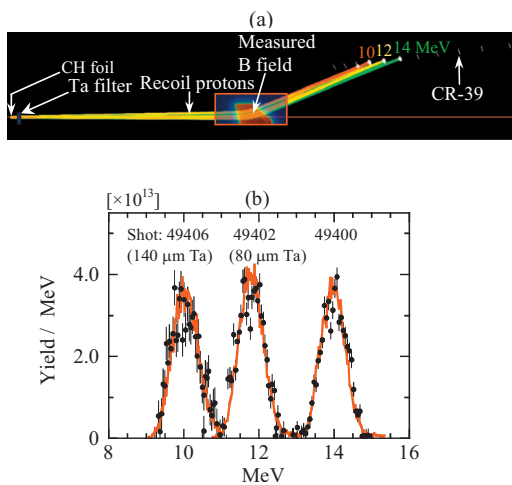 (a)
Measured
B field
10 12 14 MeV
CH foil
Ta filter
Recoil protons
CR-39
[×10¹³]
(b)
Shot: 49406 49402 49400
(140 μm Ta) (80 μm Ta)
4.0
2.0
0
Yield / MeV
8 10 12 14 16
MeV